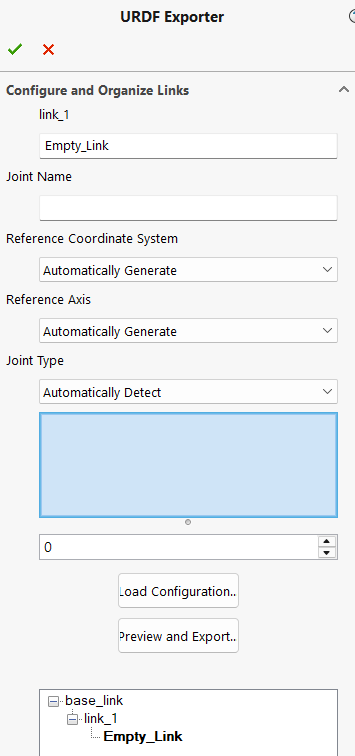 URDF Exporter
Configure and Organize Links
link_1
Empty_Link
Joint Name
Reference Coordinate System
Automatically Generate
Reference Axis
Automatically Generate
Joint Type
Automatically Detect
0
Load Configuration...
Preview and Export..
base_link
link_1
Empty_Link